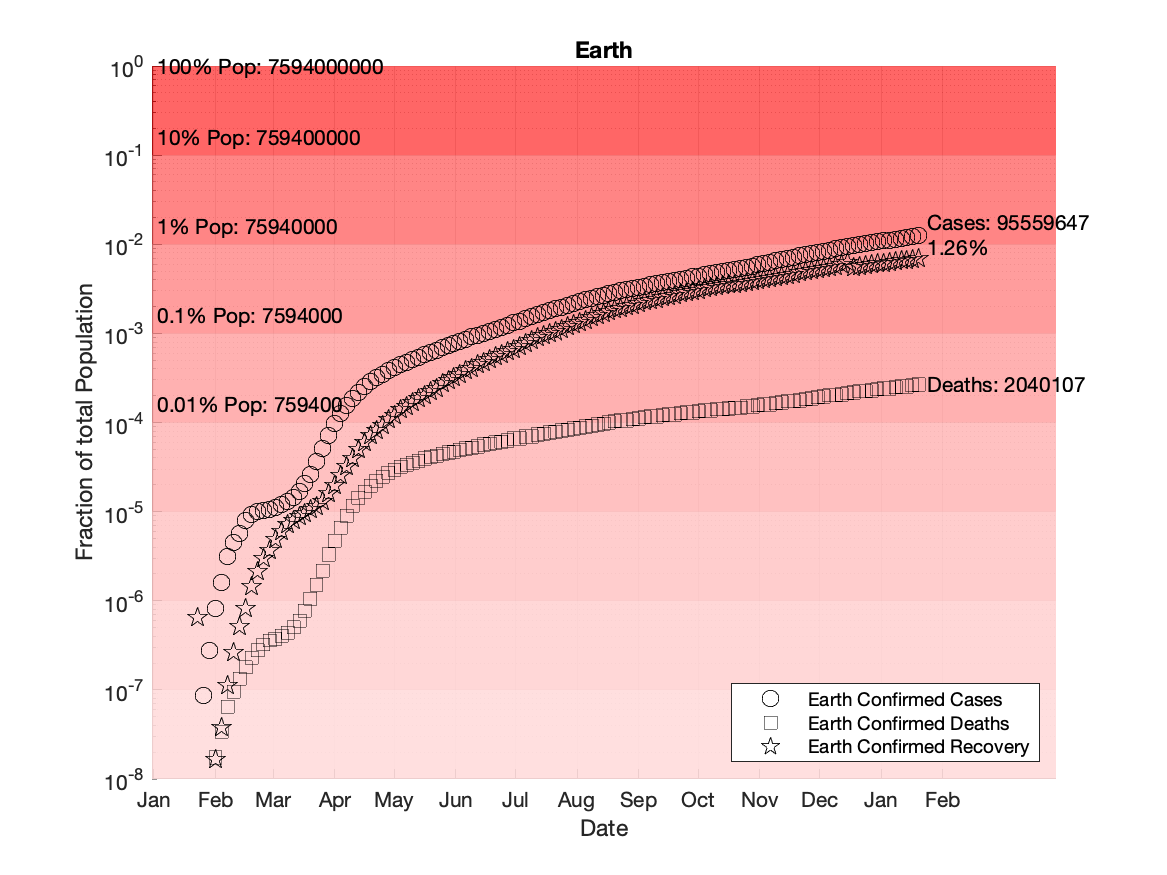 Earth
10^0
100% Pop: 7594000000
10% Pop: 759400000
10^-1
1% Pop: 75940000
Cases: 95559647
10^-2
1.26%
0.1% Pop: 7594000
10^-3
Deaths: 2040107
0.01% Pop: 759400
10^-4
10^-5
10^-6
10^-7
10^-8
Fraction of total Population
Earth Confirmed Cases
Earth Confirmed Deaths
Earth Confirmed Recovery
Jan Feb Mar Apr May Jun Jul Aug Sep Oct Nov Dec Jan Feb
Date